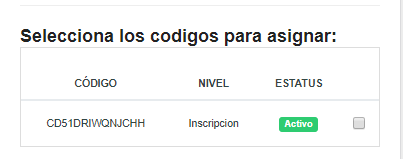 Selecciona los codigos para asignar:
CÓDIGO NIVEL ESTATUS
CD51DRIWQNJCHH Inscripcion Activo